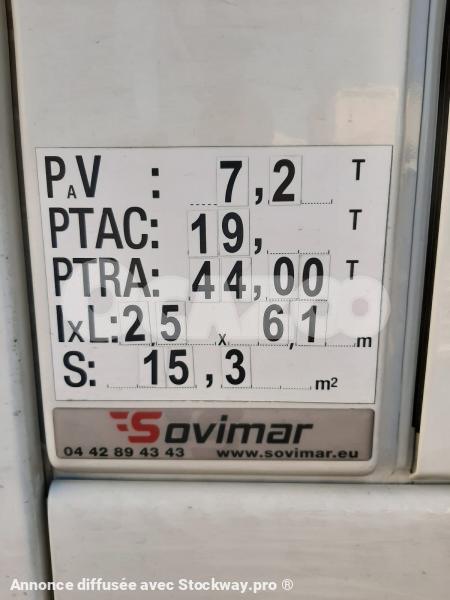 PAV : 7,2 T
PTAC: 19, T
PTRA: 44,00 T
IxL: 2,5 x 6,1 m
S: 15,3 m²
Sovimar
04 42 89 43 43 www.sovimar.eu
Annonce diffusée avec Stockway.pro ®